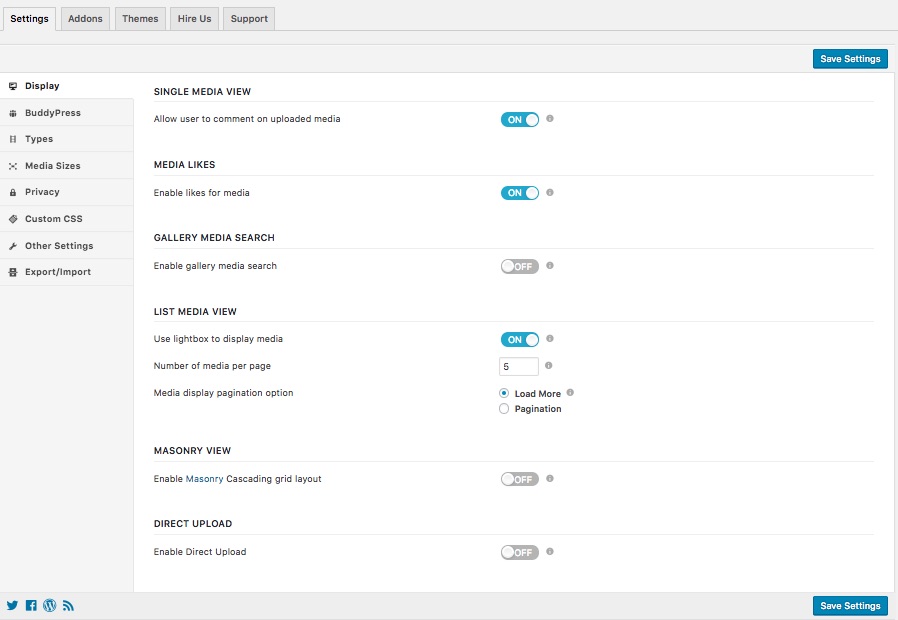 Settings Addons Themes Hire Us Support
Save Settings
Display
BuddyPress
Types
Media Sizes
Privacy
Custom CSS
Other Settings
Export/Import
SINGLE MEDIA VIEW
Allow user to comment on uploaded media ON
MEDIA LIKES
Enable likes for media ON
GALLERY MEDIA SEARCH
Enable gallery media search OFF
LIST MEDIA VIEW
Use lightbox to display media ON
Number of media per page 5
Media display pagination option Load More
Pagination
MASONRY VIEW
Enable Masonry Cascading grid layout OFF
DIRECT UPLOAD
Enable Direct Upload OFF
Save Settings